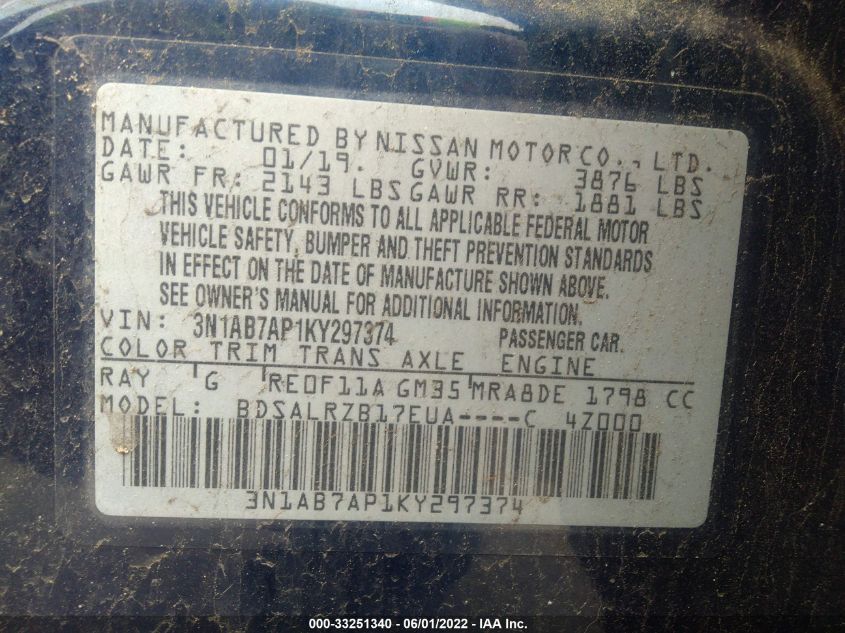 MANUFACTURED BY NISSAN MOTOR CO., LTD.
DATE: 01/19. GVWR: 3876 LBS
GAWR FR: 2143 LBS GAWR RR: 1881 LBS
THIS VEHICLE CONFORMS TO ALL APPLICABLE FEDERAL MOTOR
VEHICLE SAFETY, BUMPER AND THEFT PREVENTION STANDARDS
IN EFFECT ON THE DATE OF MANUFACTURE SHOWN ABOVE.
SEE OWNER'S MANUAL FOR ADDITIONAL INFORMATION.
VIN: 3N1AB7AP1KY297374 PASSENGER CAR.
COLOR TRIM TRANS AXLE ENGINE
RAY G RE0F11A GM35 MRA8DE 1798 CC
MODEL: BDSALRZB17EUA----C 4Z000
3N1AB7AP1KY297374
000-33251340 - 06/01/2022 - IAA Inc.